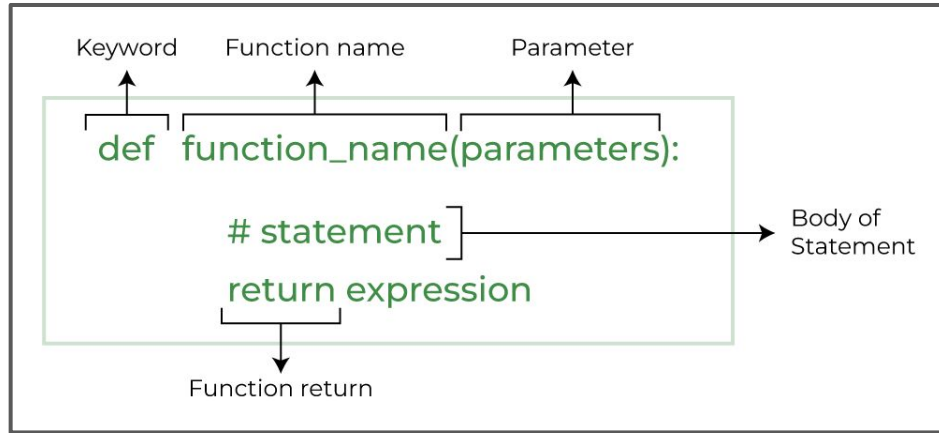 Keyword Function name Parameter
def function_name(parameters):
# statement
Body of
Statement
return expression
Function return